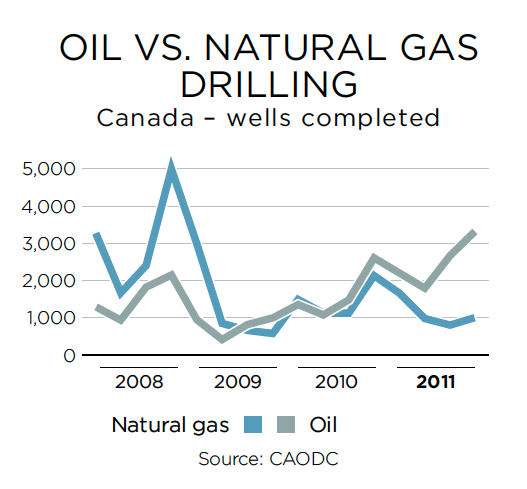 OIL VS. NATURAL GAS
DRILLING
Canada – wells completed
5,000
4,000
3,000
2,000
1,000
0
2008 2009 2010 2011
Natural gas Oil
Source: CAODC